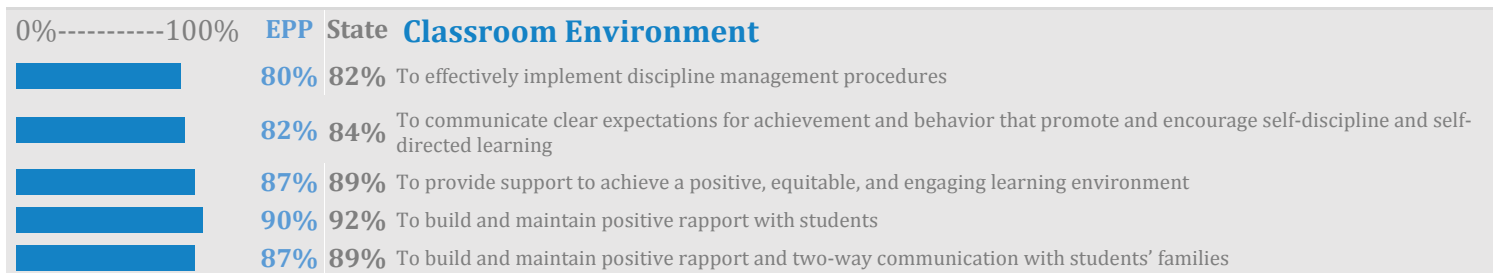 0%-----------100% EPP State Classroom Environment
80% 82% To effectively implement discipline management procedures
82% 84% To communicate clear expectations for achievement and behavior that promote and encourage self-discipline and self-
directed learning
87% 89% To provide support to achieve a positive, equitable, and engaging learning environment
90% 92% To build and maintain positive rapport with students
87% 89% To build and maintain positive rapport and two-way communication with students’ families